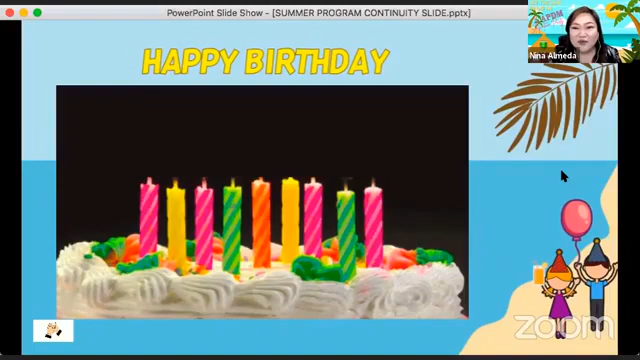 PowerPoint Slide Show - [SUMMER PROGRAM CONTINUITY SLIDE.pptx]
Nina Almeda
HAPPY BIRTHDAY
zoom